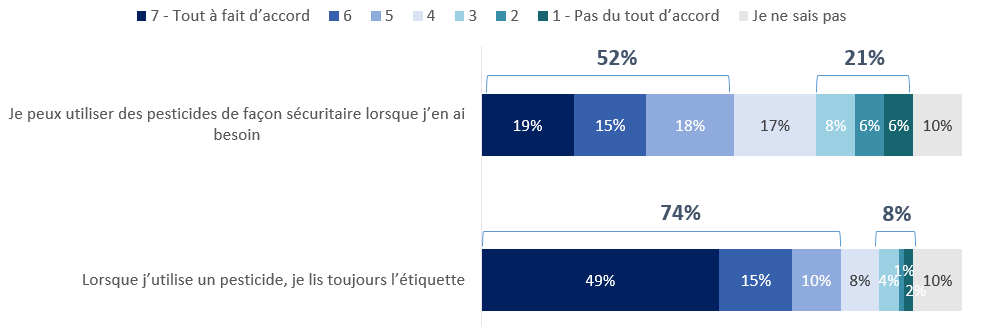 7 - Tout à fait d’accord 6 5 4 3 2 1 - Pas du tout d’accord Je ne sais pas
52% 21%
Je peux utiliser des pesticides de façon sécuritaire lorsque j’en ai
besoin
19% 15% 18% 17% 8% 6% 6% 10%
74% 8%
Lorsque j’utilise un pesticide, je lis toujours l’étiquette
49% 15% 10% 8% 4% 1% 2% 10%